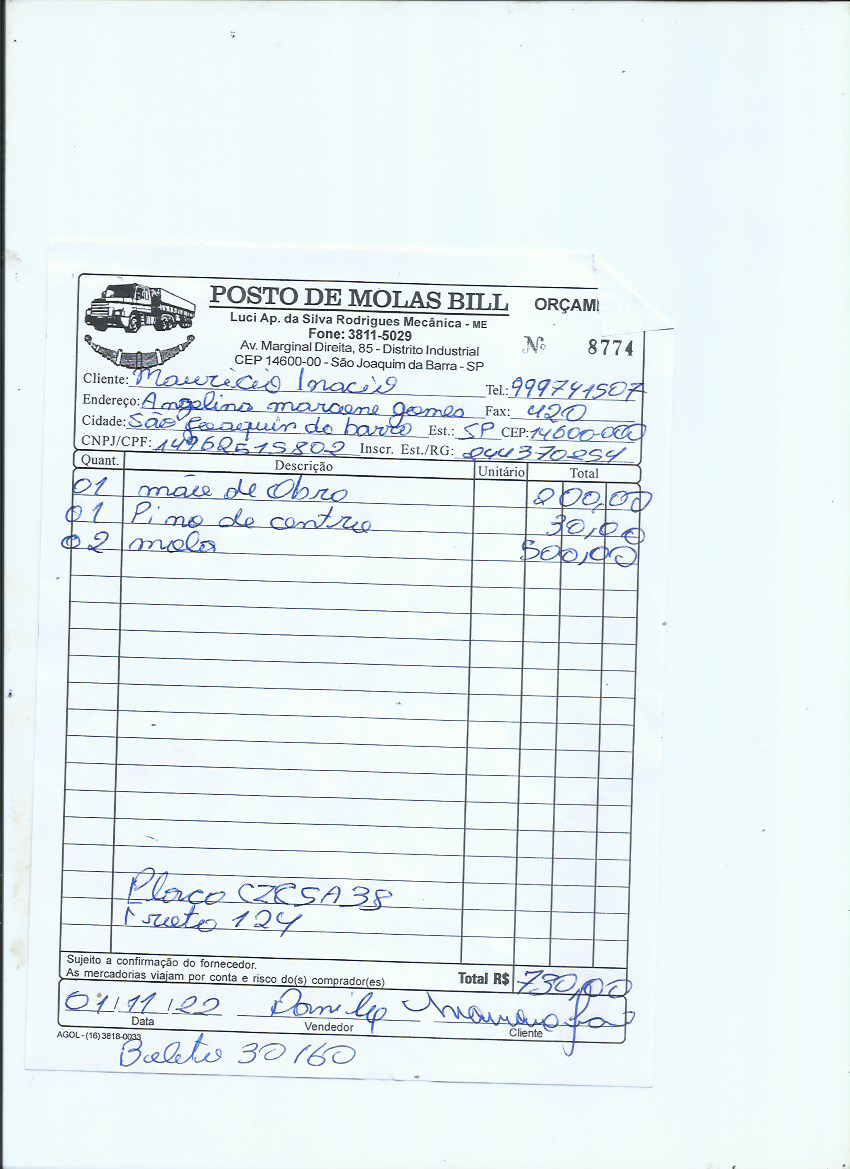 POSTO DE MOLAS BILL ORÇAM
Luci Ap. da Silva Rodrigues Mecânica - ME
Fone: 3811-5029
Nº 8774
Av. Marginal Direita, 85 - Distrito Industrial
CEP 14600-00 - São Joaquim da Barra - SP
Cliente: Mauricio Inacio Tel.: 999741507
Endereço: Angelina gomes Fax: 420
Cidade: São Joaquin do barro Est.: SP CEP: 14600-000
CNPJ/CPF: 14962515802 Inscr. Est./RG: 244370254
Quant. Descrição Unitário Total
01 mão de Obra 200,00
01 Pino de centro 30,00
02 mola 500,00
Placa CZC5A38
124
Sujeito a confirmação do fornecedor.
As mercadorias viajam por conta e risco do(s) comprador(es) Total R$ 730,00
01/11/22 Danilo
Data Vendedor Cliente
AGOL - (16) 3818-0033
Boleto 30/60